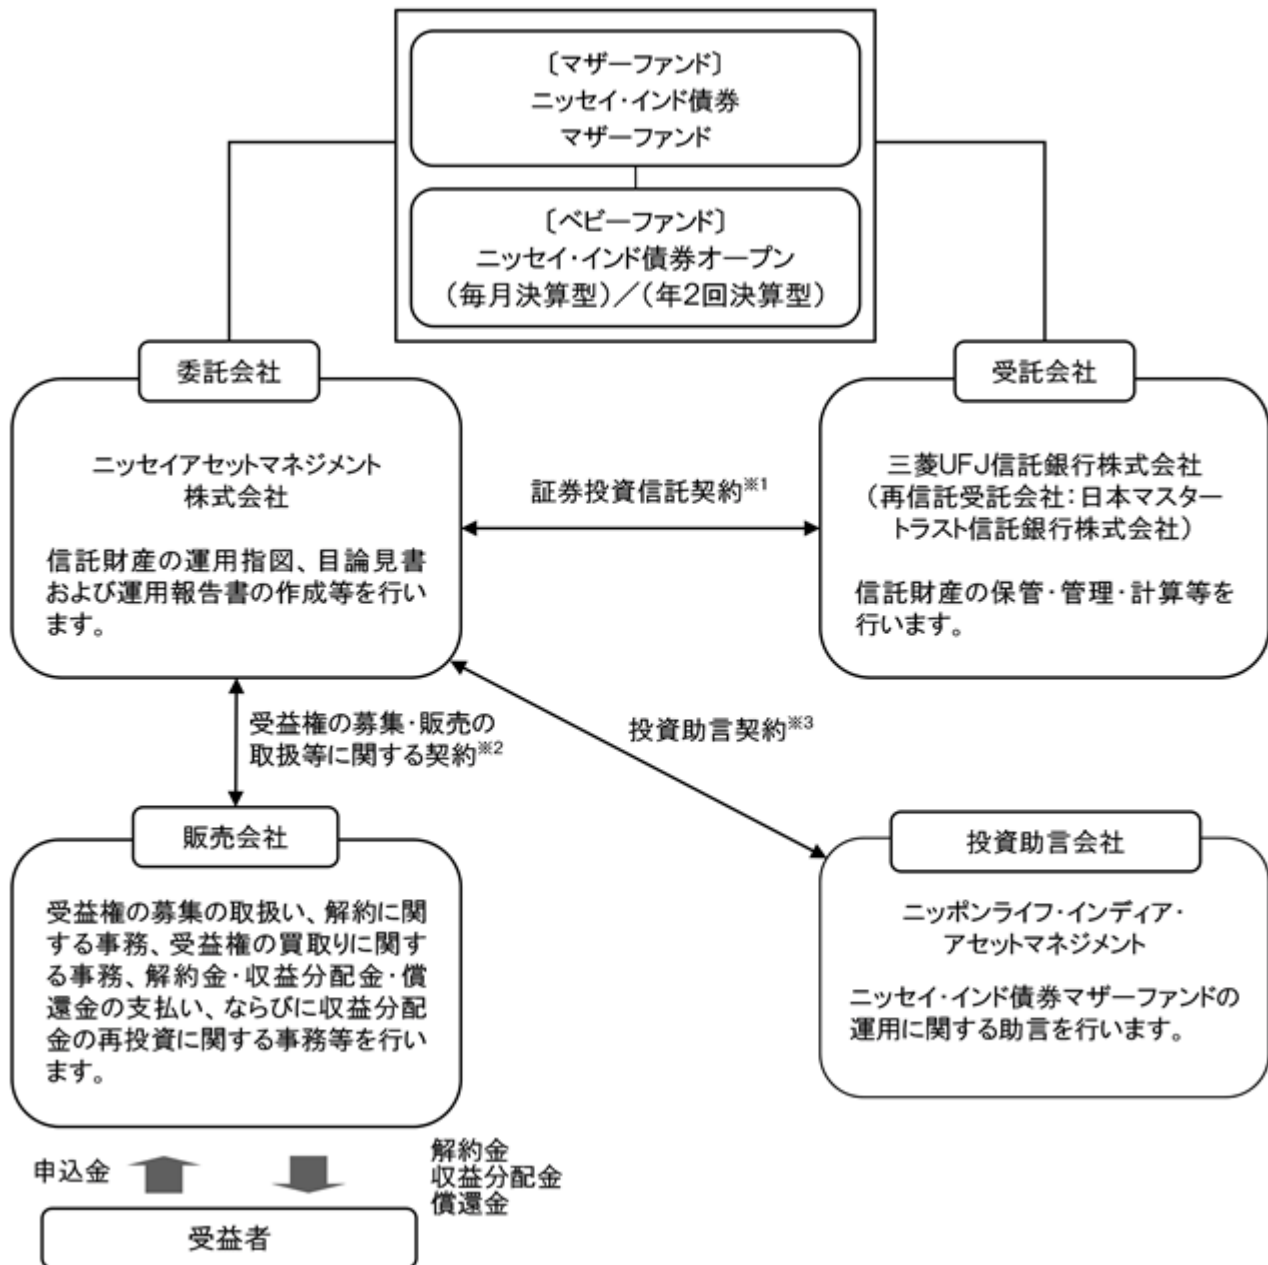 〔マザーファンド〕
ニッセイ・インド債券
マザーファンド
〔ベビーファンド〕
ニッセイ・インド債券オープン
（毎月決算型）／（年2回決算型）
委託会社
ニッセイアセットマネジメント
株式会社
信託財産の運用指図、目論見書
および運用報告書の作成等を行い
ます。
証券投資信託契約※1
受託会社
三菱UFJ信託銀行株式会社
（再信託受託会社：日本マスター
トラスト信託銀行株式会社）
信託財産の保管・管理・計算等を
行います。
受益権の募集・販売の
取扱等に関する契約※2
投資助言契約※3
販売会社
受益権の募集の取扱い、解約に関
する事務、受益権の買取りに関す
る事務、解約金・収益分配金・償
還金の支払い、ならびに収益分配
金の再投資に関する事務等を行い
ます。
投資助言会社
ニッポンライフ・インディア・
アセットマネジメント
ニッセイ・インド債券マザーファンドの
運用に関する助言を行います。
申込金
解約金
収益分配金
償還金
受益者